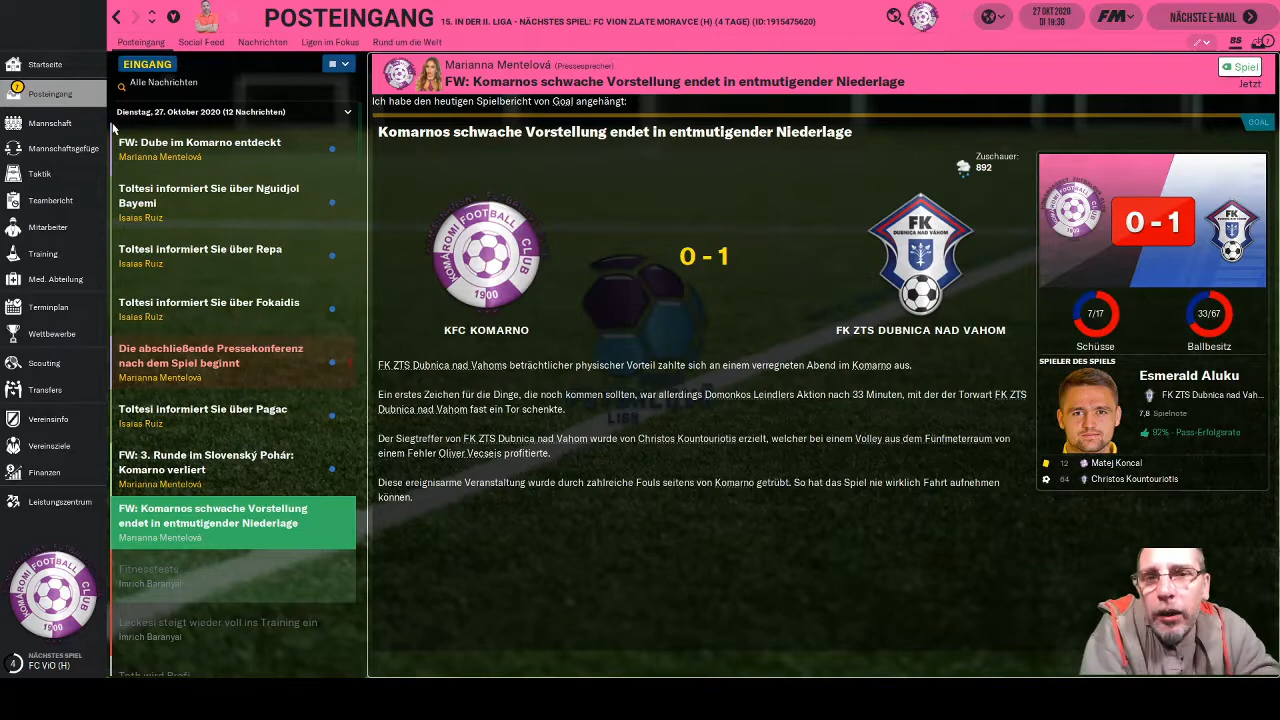 POSTEINGANG
15. IN DER II. LIGA - NÄCHSTES SPIEL: FC VION ZLATE MORAVCE (H) (4 TAGE) (ID:1915475620)
27 OKT 2020
DI 19:30
FM
NÄCHSTE E-MAIL
Posteingang
Social Feed
Nachrichten
Ligen im Fokus
Rund um die Welt
BS
7
Startseite
7
Posteingang
Mannschaft
Mannschaftsgefüge
Taktik
Teambericht
Mitarbeiter
Training
Med. Abteilung
Terminplan
Wettbewerbe
Scouting
Transfers
Vereinsinfo
Vereinsziele
Finanzen
Leistungszentrum
4
NÄCHSTES SPIEL
FC ViO (H)
EINGANG
Alle Nachrichten
Dienstag, 27. Oktober 2020 (12 Nachrichten)
FW: Dube im Komarno entdeckt
Marianna Mentelová
Toltesi informiert Sie über Nguidjol
Bayemi
Isaias Ruiz
Toltesi informiert Sie über Repa
Isaias Ruiz
Toltesi informiert Sie über Fokaidis
Isaias Ruiz
Die abschließende Pressekonferenz
nach dem Spiel beginnt
Marianna Mentelová
Toltesi informiert Sie über Pagac
Isaias Ruiz
FW: 3. Runde im Slovenský Pohár:
Komarno verliert
Marianna Mentelová
FW: Komarnos schwache Vorstellung
endet in entmutigender Niederlage
Marianna Mentelová
Fitnesstests
Imrich Baranyai
Leckesi steigt wieder voll ins Training ein
Imrich Baranyai
Toth wird Profi
Marianna Mentelová (Pressesprecher)
FW: Komarnos schwache Vorstellung endet in entmutigender Niederlage
Spiel
Jetzt
Ich habe den heutigen Spielbericht von Goal angehängt:
GOAL
Komarnos schwache Vorstellung endet in entmutigender Niederlage
Zuschauer:
892
KOMÁROMI FOOTBALL CLUB
1900
0 - 1
FK
DUBNICA NAD VÁHOM
KFC KOMARNO
FK ZTS DUBNICA NAD VAHOM
FK ZTS Dubnica nad Vahoms beträchtlicher physischer Vorteil zahlte sich an einem verregneten Abend im Komarno aus.
Ein erstes Zeichen für die Dinge, die noch kommen sollten, war allerdings Domonkos Leindlers Aktion nach 33 Minuten, mit der der Torwart FK ZTS
Dubnica nad Vahom fast ein Tor schenkte.
Der Siegtreffer von FK ZTS Dubnica nad Vahom wurde von Christos Kountouriotis erzielt, welcher bei einem Volley aus dem Fünfmeterraum von
einem Fehler Oliver Vecseis profitierte.
Diese ereignisarme Veranstaltung wurde durch zahlreiche Fouls seitens von Komarno getrübt. So hat das Spiel nie wirklich Fahrt aufnehmen
können.
0 - 1
7/17
Schüsse
33/67
Ballbesitz
SPIELER DES SPIELS
Esmerald Aluku
FK ZTS Dubnica nad Vah...
7,8 Spielnote
92% - Pass-Erfolgsrate
12 Matej Koncal
64 Christos Kountouriotis